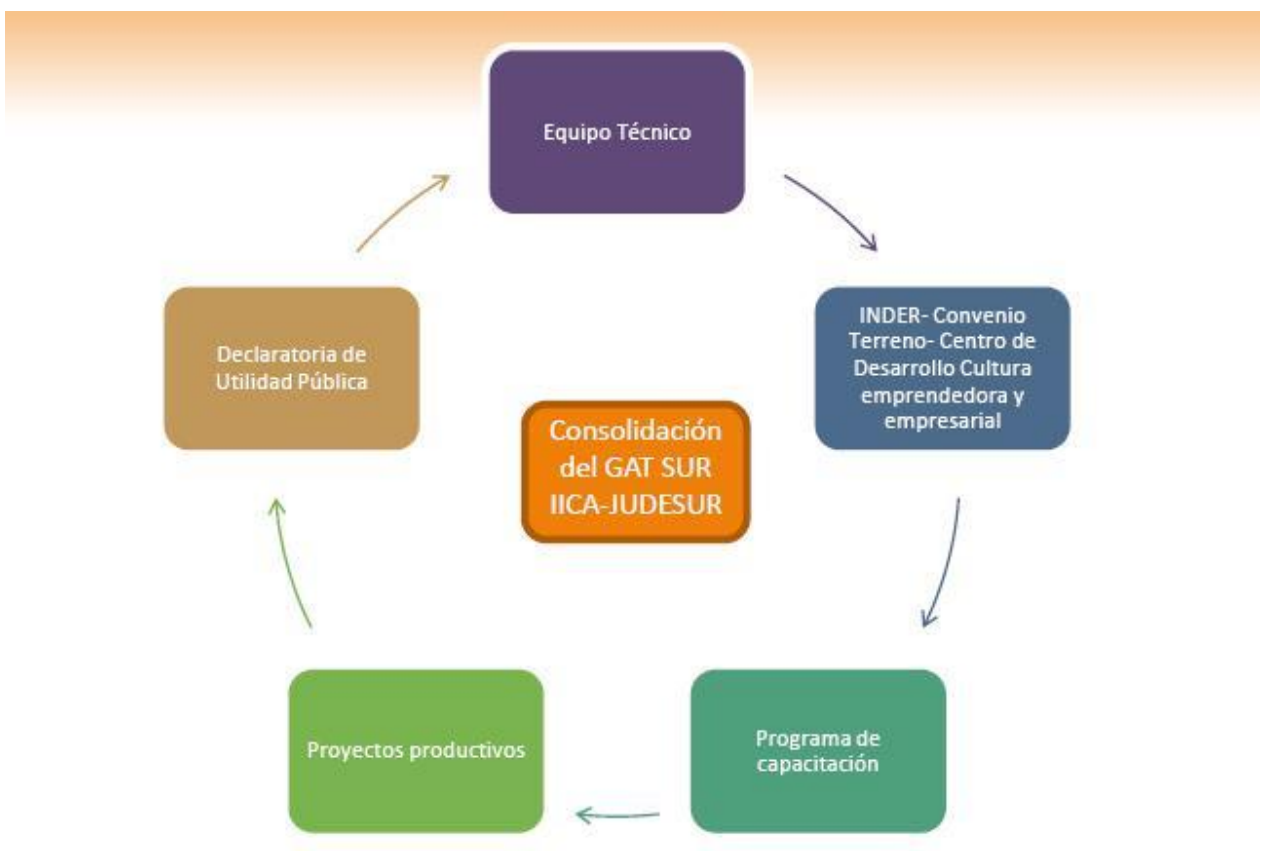 Equipo Técnico
INDER- Convenio
Terreno- Centro de
Desarrollo Cultura
emprendedora y
empresarial
Programa de
capacitación
Proyectos productivos
Declaratoria de
Utilidad Pública
Consolidación
del GAT SUR
IICA-JUDESUR